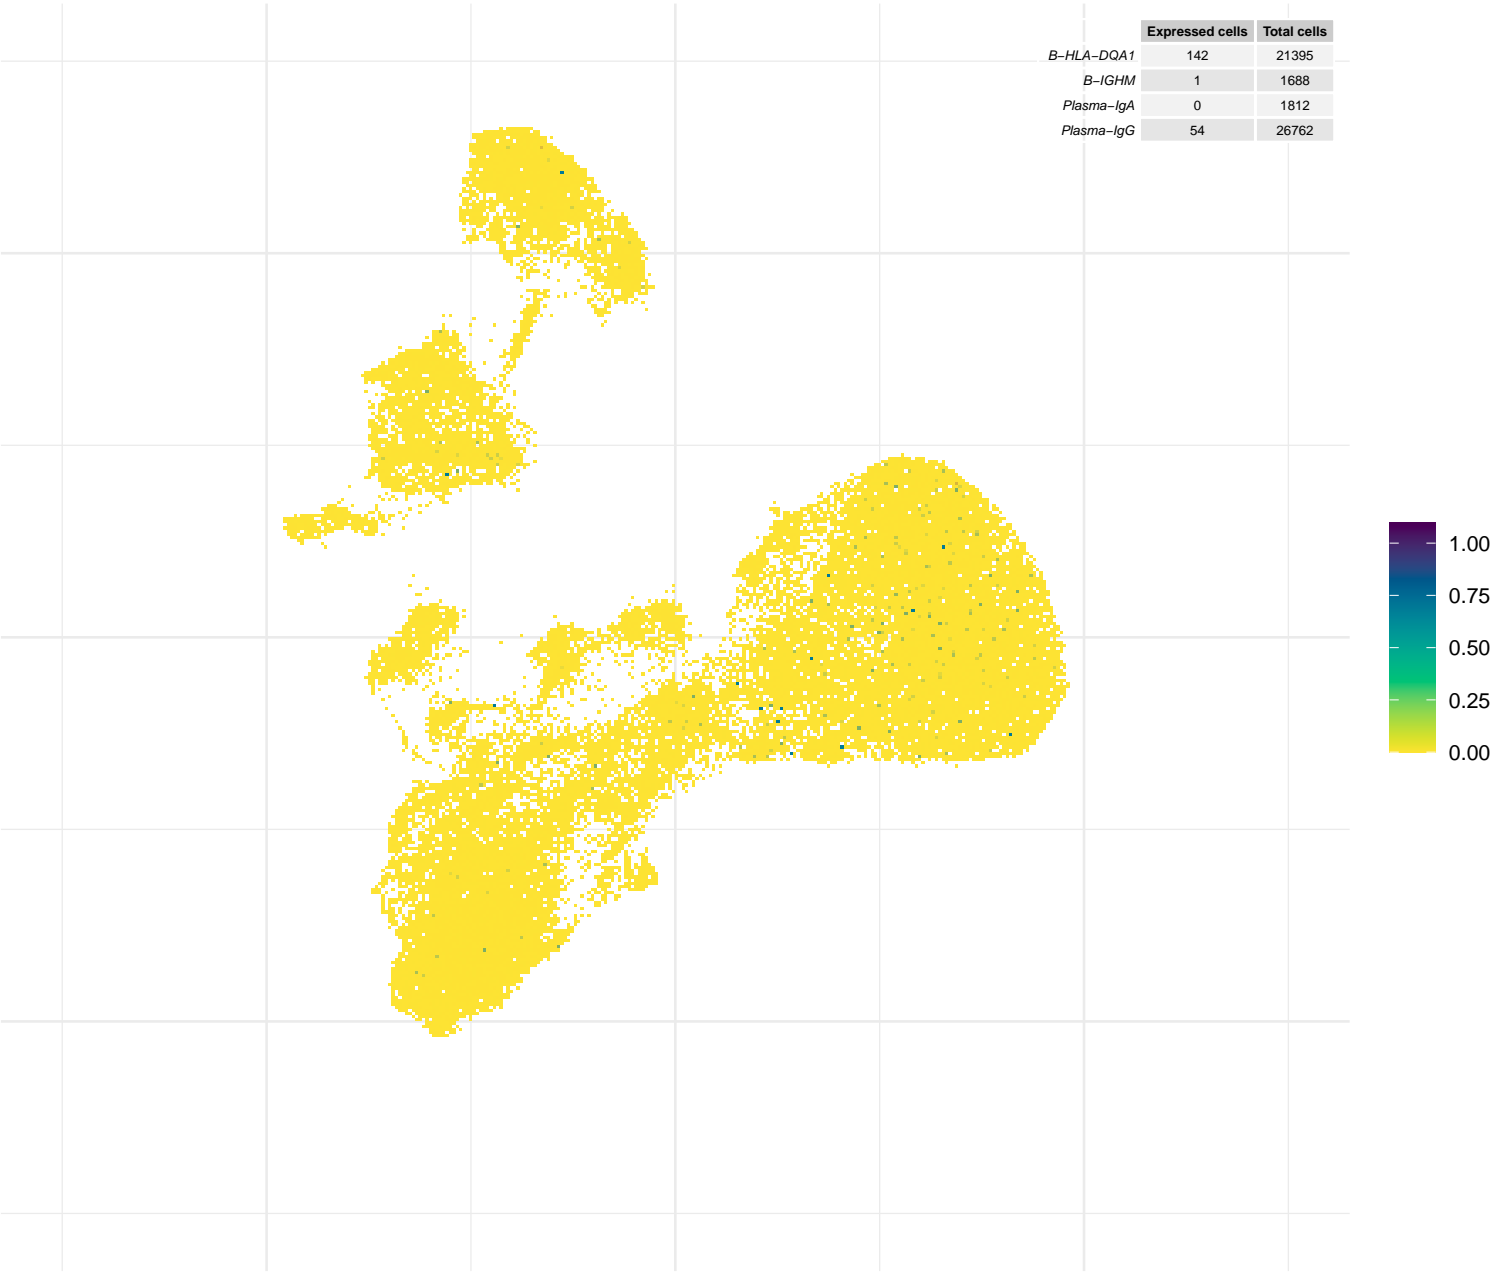 Expressed cells Total cells
B−HLA−DQA1 142 21395
B−IGHM 1 1688
Plasma−IgA 0 1812
Plasma−IgG 54 26762
1.00
0.75
0.50
0.25
0.00